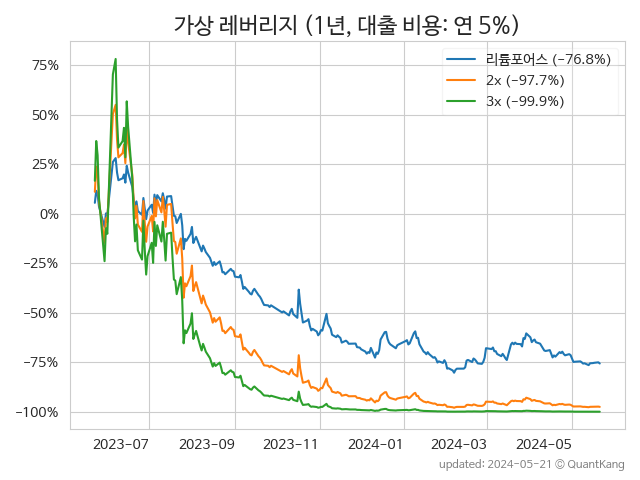 가상 레버리지 (1년, 대출 비용: 연 5%)
리튬포어스 (−76.8%)
2x (−97.7%)
3x (−99.9%)
75%
50%
25%
0%
−25%
−50%
−75%
−100%
2023-07 2023-09 2023-11 2024-01 2024-03 2024-05
updated: 2024-05-21 © QuantKang